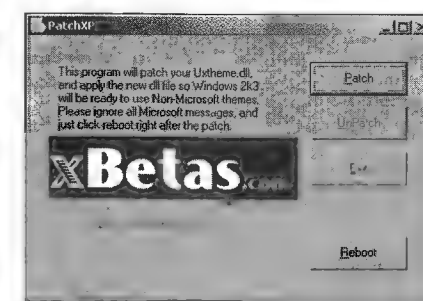 PatchXP
This program will patch your Uxtheme.dll,
and apply the new dll file so Windows 2k3
will be ready to use Non-Microsoft themes.
Please ignore all Microsoft messages, and
just click reboot right after the patch.
xBetas
Patch
UnPatch
Reboot